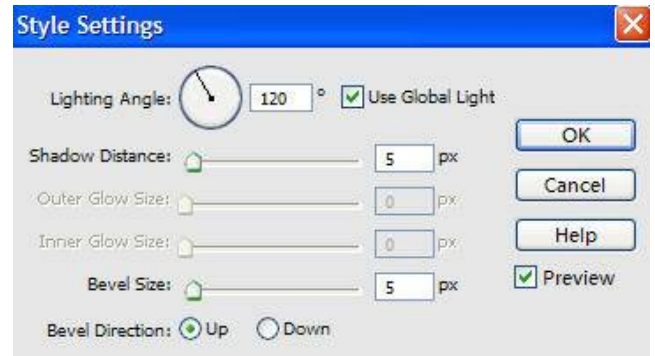 Style Settings
Lighting Angle: 120 ° Use Global Light
OK
Shadow Distance: 5 px
Cancel
Outer Glow Size: 0 px
Inner Glow Size: 0 px
Help
Bevel Size: 5 px
Preview
Bevel Direction: Up Down